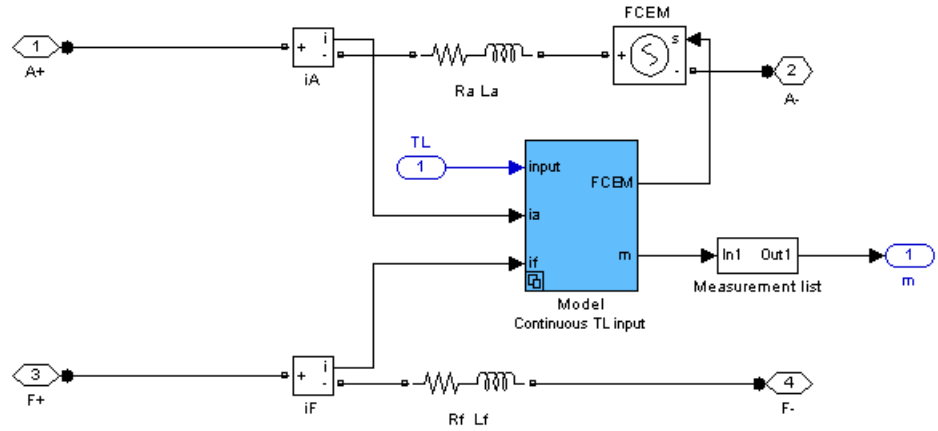 FCEM
1
+
i
-
+
s
-
2
A+
iA
Ra La
A-
TL
1
input
FCEM
ia
if
m
In1 Out1
1
Model
Continuous TL input
Measurement list
m
3
+
i
-
4
F+
iF
Rf Lf
F-